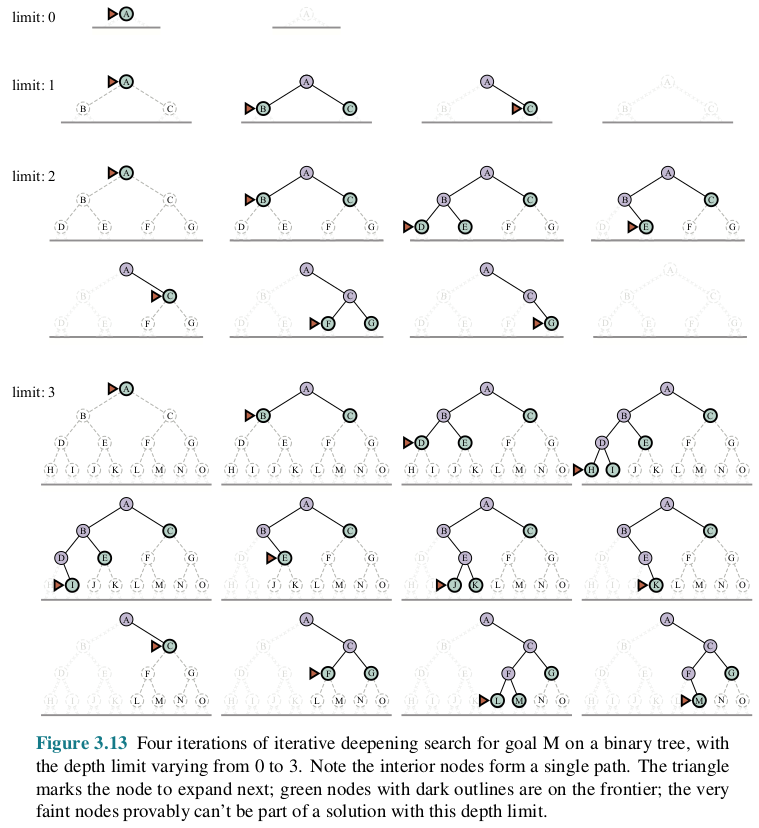 limit: 0 A A
limit: 1 A A A A
B C B C B C B C
limit: 2 A A A A
B C B C B C B C
D E F G D E F G D E F G D E F G
A A A A
B C B C B C B C
D E F G D E F G D E F G D E F G
limit: 3 A A A A
B C B C B C B C
D E F G D E F G D E F G D E F G
H I J K L M N O H I J K L M N O H I J K L M N O H I J K L M N O
A A A A
B C B C B C B C
D E F G D E F G D E F G D E F G
I J K L M N O H I J K L M N O H I J K L M N O H I K L M N O
A A A A
B C B C B C B C
D E F G D E F G D E F G D E F G
H I J K L M N O H I J K L M N O H I J L M N O H I J K M N O
Figure 3.13 Four iterations of iterative deepening search for goal M on a binary tree, with
the depth limit varying from 0 to 3. Note the interior nodes form a single path. The triangle
marks the node to expand next; green nodes with dark outlines are on the frontier; the very
faint nodes provably can't be part of a solution with this depth limit.